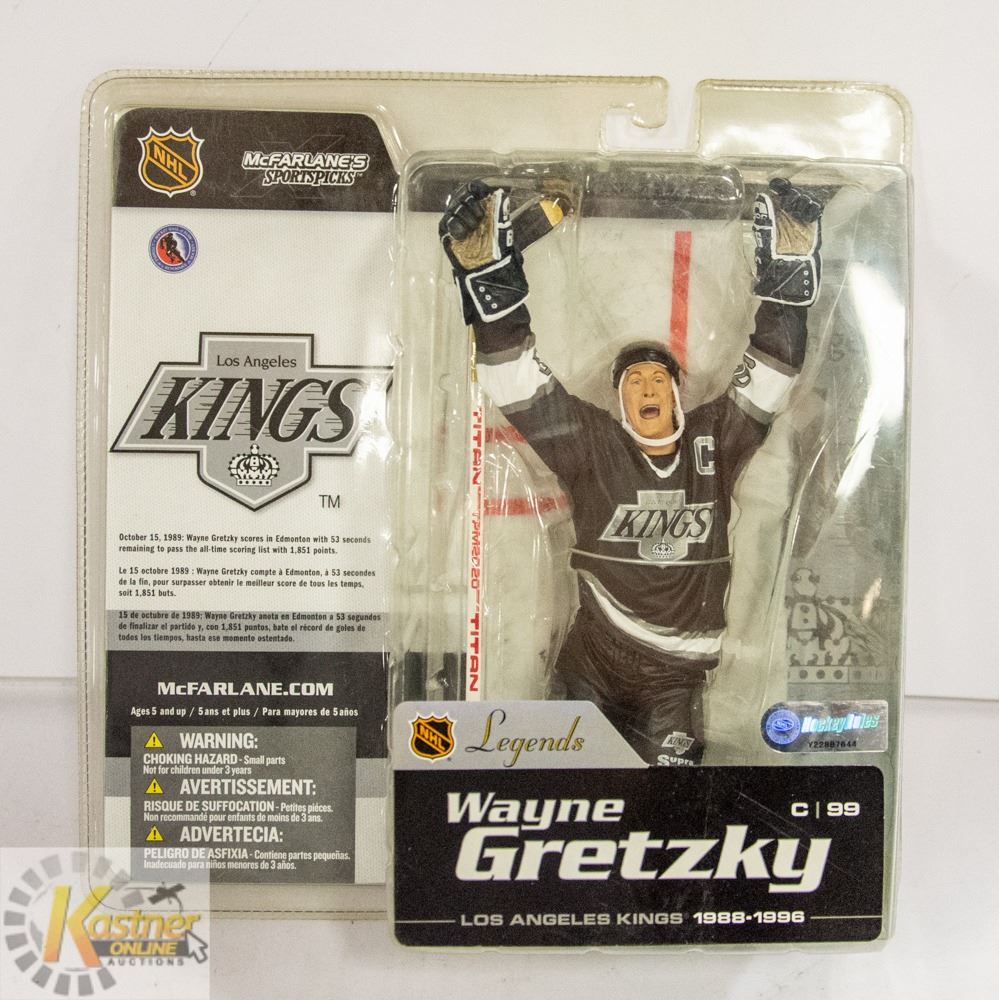 NHL
McFARLANE'S
SPORTSPICKS™
Los Angeles
KINGS
TM
October 15, 1989: Wayne Gretzky scores in Edmonton with 53 seconds
remaining to pass the all-time scoring list with 1,851 points.
Le 15 octobre 1989 : Wayne Gretzky compte à Edmonton, à 53 secondes
de la fin, pour surpasser obtenir le meilleur score de tous les temps,
soit 1,851 buts.
15 de octubre de 1989: Wayne Gretzky anota en Edmonton a 53 segundos
de finalizar el partido y, con 1,851 puntos, bate el récord de goles de
todos los tiempos, hasta ese momento ostentado.
McFARLANE.COM
Ages 5 and up / 5 ans et plus / Para mayores de 5 años
WARNING:
CHOKING HAZARD - Small parts
Not for children under 3 years
AVERTISSEMENT:
RISQUE DE SUFFOCATION - Petites pièces.
Non recommandé pour enfants de moins de 3 ans.
ADVERTECIA:
PELIGRO DE ASFIXIA - Contiene partes pequeñas.
Inadecuado para niños menores de 3 años.
C
KINGS
TITAN
TPM2020
TITAN
KINGS
Supra
NHL
Legends
HockeyRules
Y22887644
Wayne
Gretzky
C | 99
LOS ANGELES KINGS 1988-1996
Kastner
ONLINE
AUCTIONS